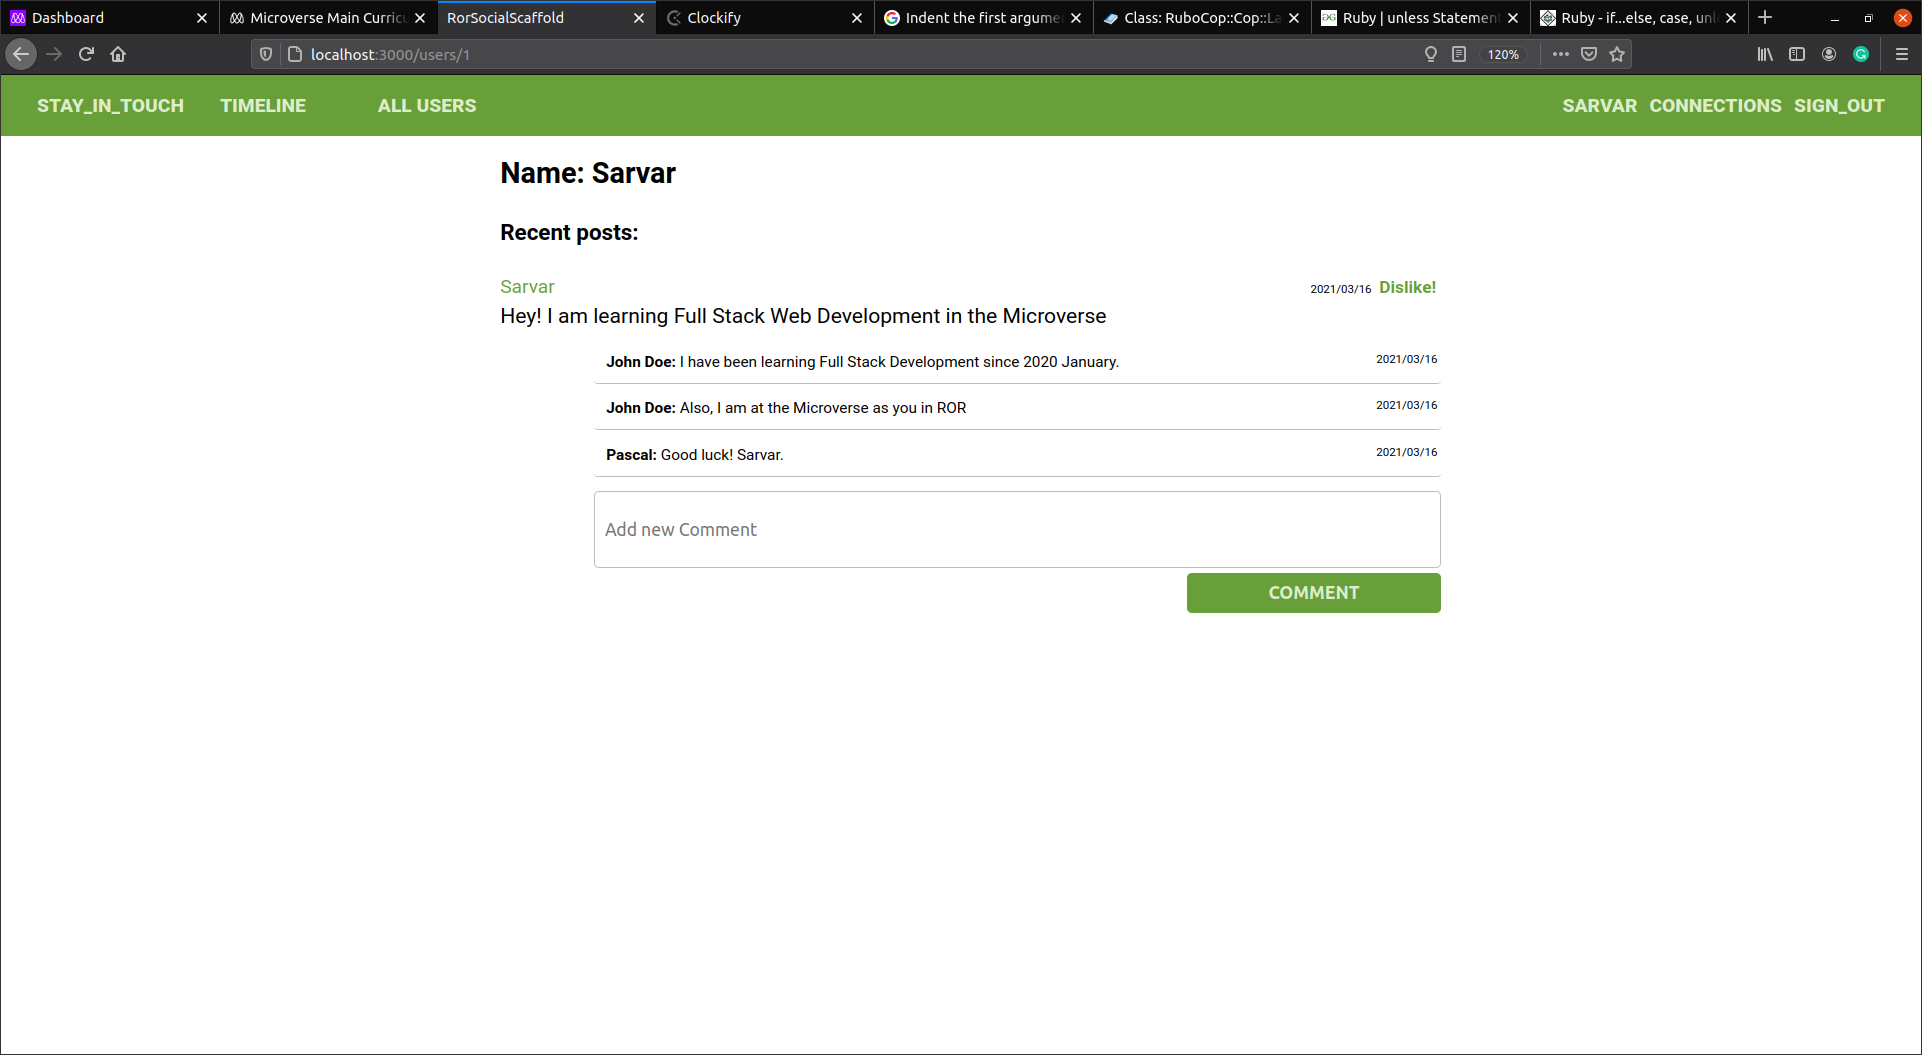 Dashboard
Microverse Main Curricu
RorSocialScaffold
Clockify
Indent the first argume
Class: RuboCop::Cop::La
Ruby | unless Statement
Ruby - if...else, case, unl
localhost:3000/users/1
120%
STAY_IN_TOUCH TIMELINE ALL USERS SARVAR CONNECTIONS SIGN_OUT
Name: Sarvar
Recent posts:
Sarvar 2021/03/16 Dislike!
Hey! I am learning Full Stack Web Development in the Microverse
John Doe: I have been learning Full Stack Development since 2020 January. 2021/03/16
John Doe: Also, I am at the Microverse as you in ROR 2021/03/16
Pascal: Good luck! Sarvar. 2021/03/16
Add new Comment
COMMENT